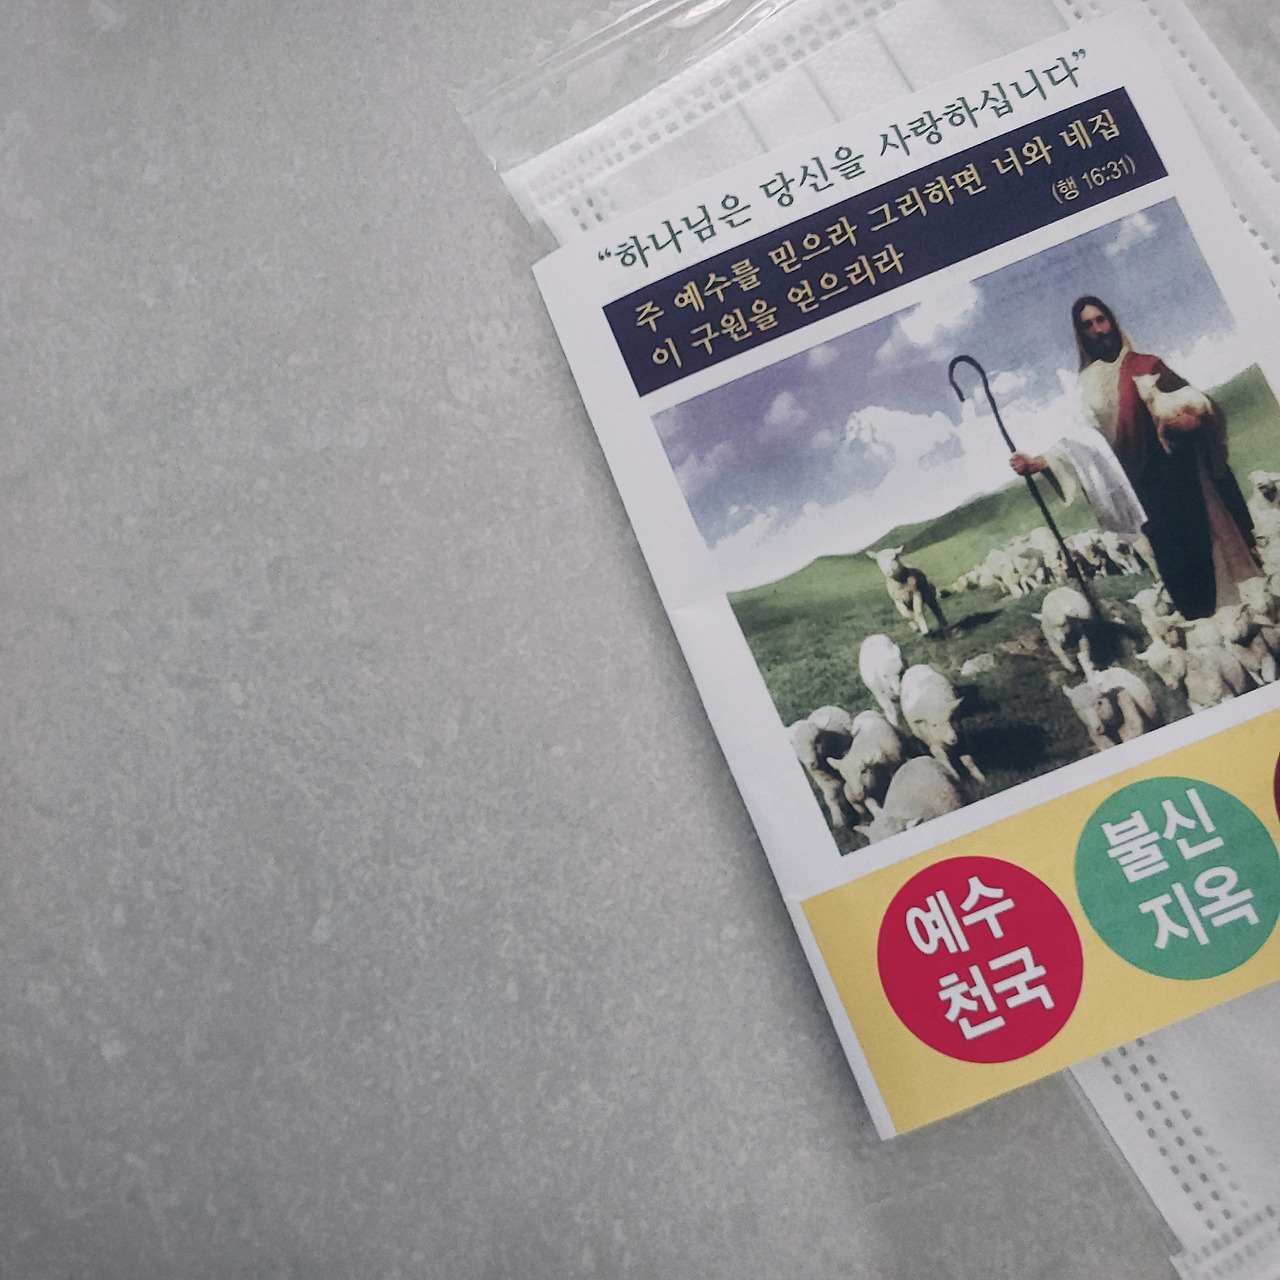 “하나님은 당신을 사랑하십니다”
주 예수를 믿으라 그리하면 너와 네집
이 구원을 얻으리라
(행 16:31)
예수
천국
불신
지옥